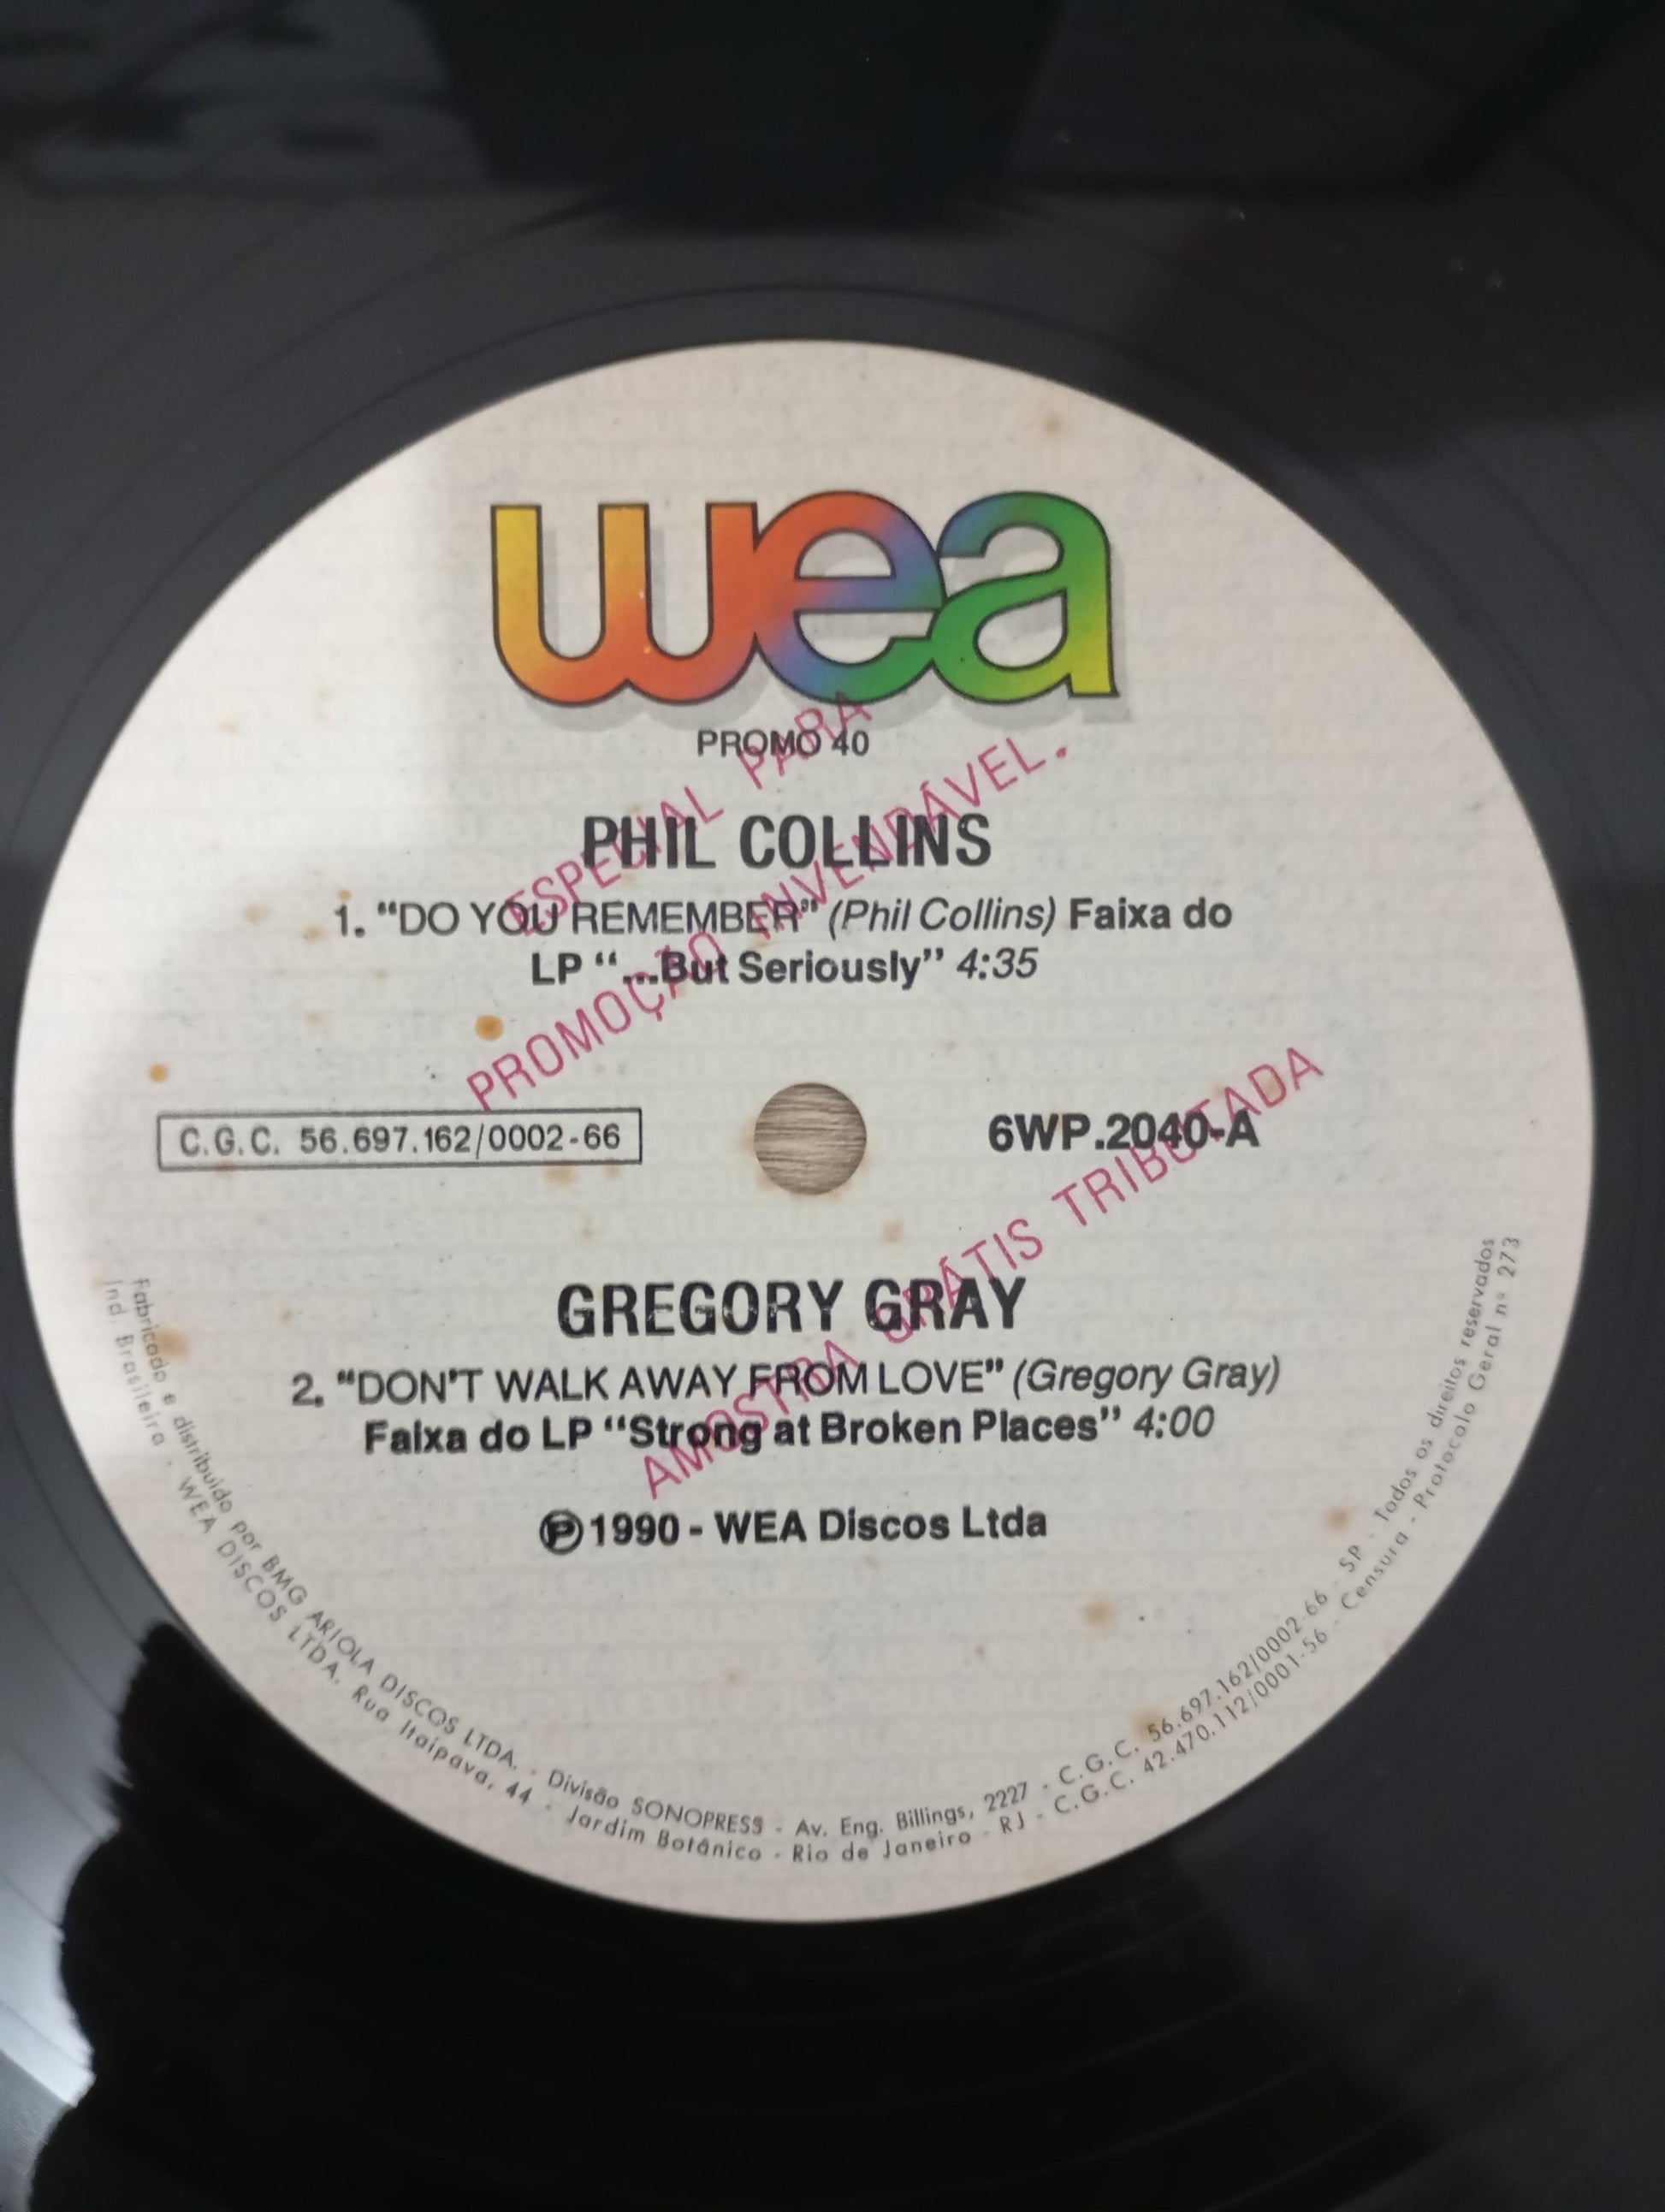 wea
PROMO 40
ESPECIAL PARA
PROMOÇÃO INVENDÁVEL.
PHIL COLLINS
1. “DO YOU REMEMBER” (Phil Collins) Faixa do
LP “...But Seriously” 4:35
C.G.C. 56.697.162/0002-66
6WP.2040-A
AMOSTRA GRÁTIS TRIBUTADA
GREGORY GRAY
2. “DON'T WALK AWAY FROM LOVE” (Gregory Gray)
Faixa do LP “Strong at Broken Places” 4:00
℗ 1990 - WEA Discos Ltda
Fabricado e distribuido por BMG ARIOLA DISCOS LTDA. - Divisão SONOPRESS - Av. Eng. Billings, 2227 - C.G.C. 56.697.162/0002-66 - SP - Todos os direitos reservados
Ind. Brasileira - WEA DISCOS LTDA. Rua Itaipava, 44 - Jardim Botânico - Rio de Janeiro - RJ - C.G.C. 42.470.112/0001-56 - Censura - Protocolo Geral nº 273